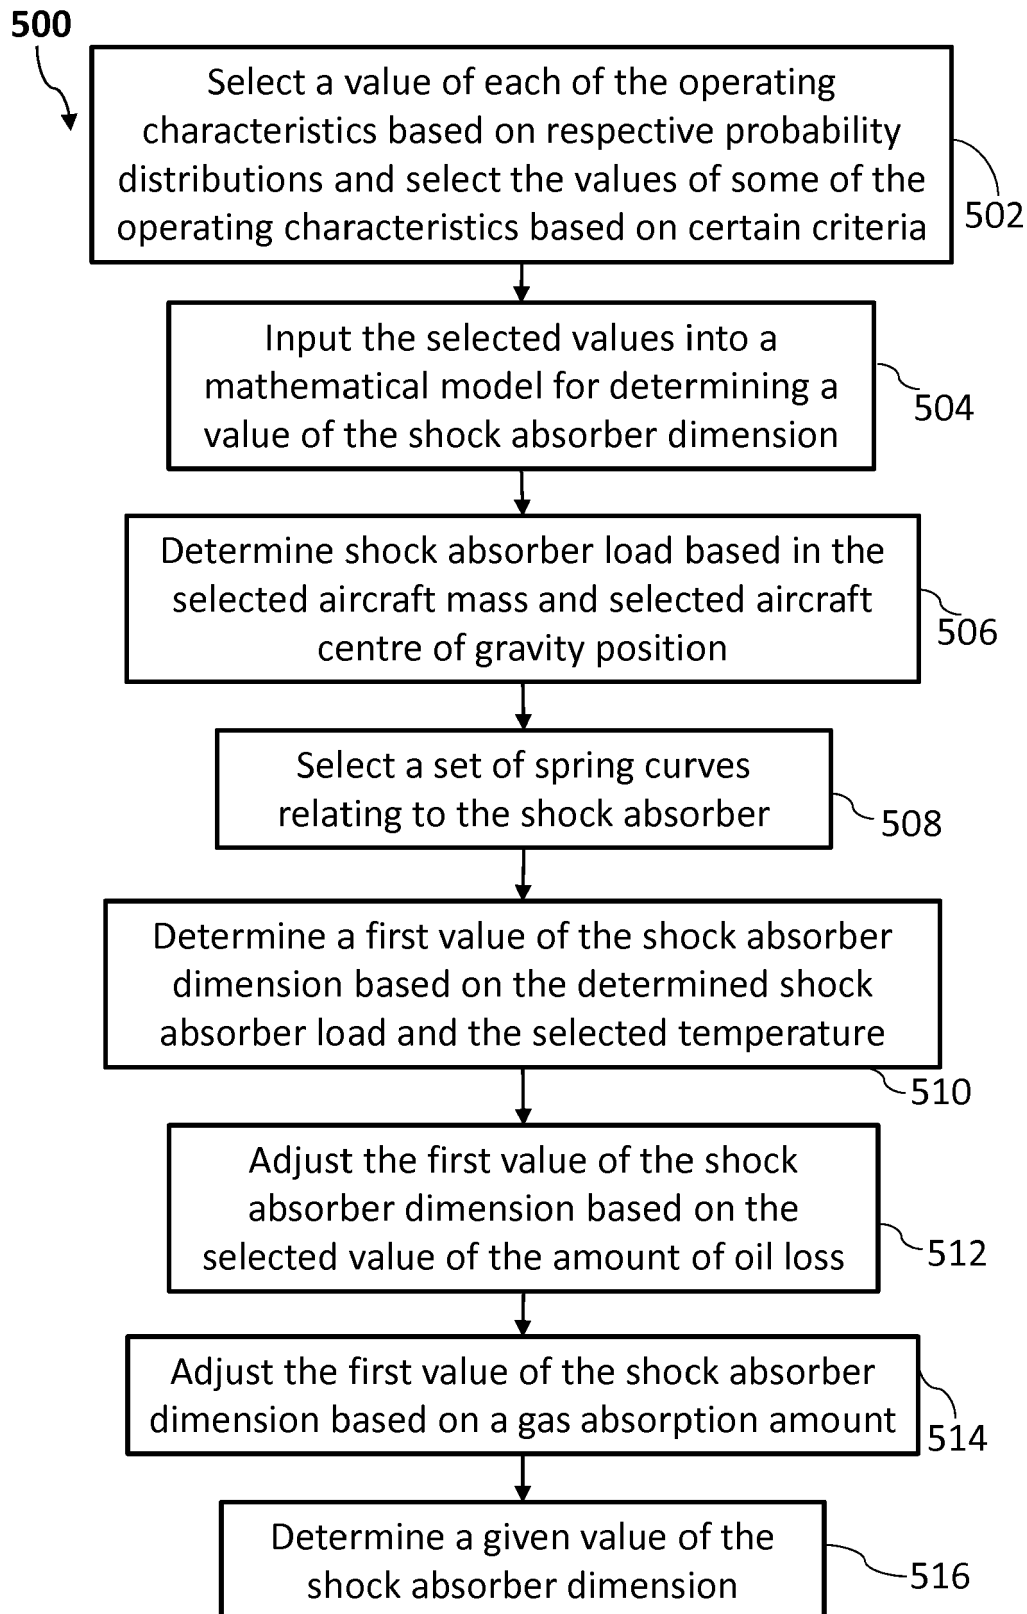 500
Select a value of each of the operating
characteristics based on respective probability
distributions and select the values of some of the
operating characteristics based on certain criteria
502
Input the selected values into a
mathematical model for determining a
value of the shock absorber dimension
504
Determine shock absorber load based in the
selected aircraft mass and selected aircraft
centre of gravity position
506
Select a set of spring curves
relating to the shock absorber
508
Determine a first value of the shock absorber
dimension based on the determined shock
absorber load and the selected temperature
510
Adjust the first value of the shock
absorber dimension based on the
selected value of the amount of oil loss
512
Adjust the first value of the shock absorber
dimension based on a gas absorption amount
514
Determine a given value of the
shock absorber dimension
516